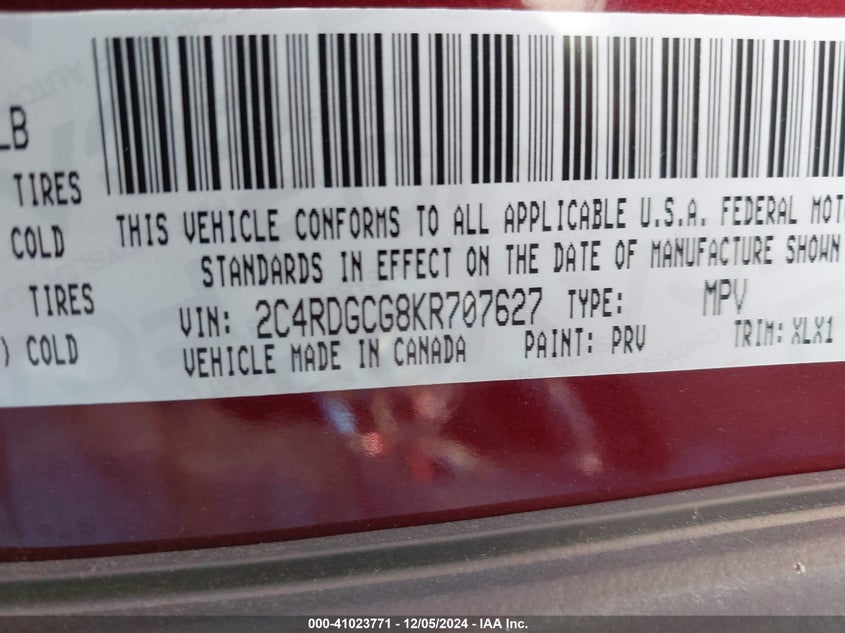 LB
TIRES
COLD
TIRES
) COLD
THIS VEHICLE CONFORMS TO ALL APPLICABLE U.S.A. FEDERAL MOT
STANDARDS IN EFFECT ON THE DATE OF MANUFACTURE SHOWN
VIN: 2C4RDGCG8KR707627 TYPE: MPV
VEHICLE MADE IN CANADA PAINT: PRV TRIM: XLX1
000-41023771 - 12/05/2024 - IAA Inc.